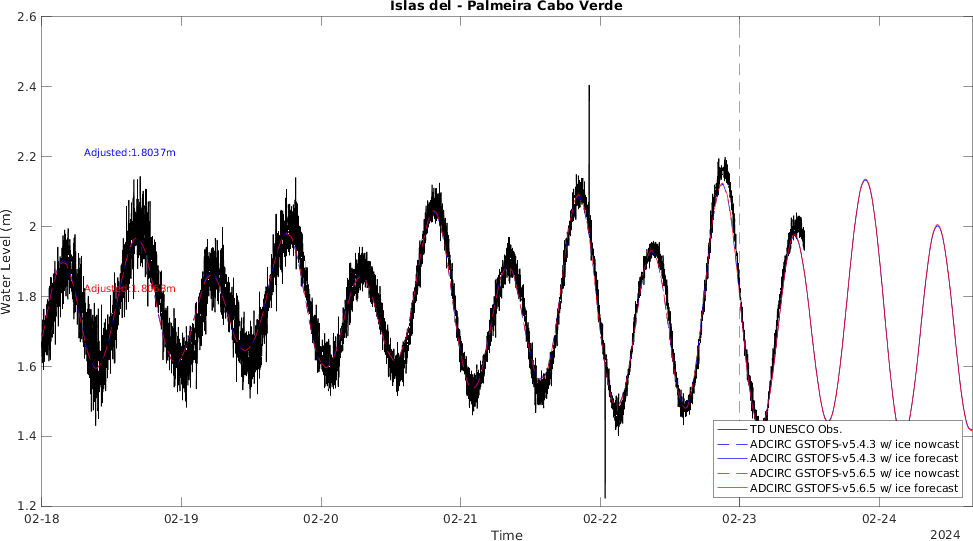 Islas del - Palmeira Cabo Verde
2.6
2.4
2.2
2
1.8
1.6
1.4
1.2
Water Level (m)
Adjusted:1.8037m
TD UNESCO Obs.
ADCIRC GSTOFS-v5.4.3 w/ ice nowcast
ADCIRC GSTOFS-v5.4.3 w/ ice forecast
ADCIRC GSTOFS-v5.6.5 w/ ice nowcast
ADCIRC GSTOFS-v5.6.5 w/ ice forecast
02-18 02-19 02-20 02-21 02-22 02-23 02-24
Time
2024